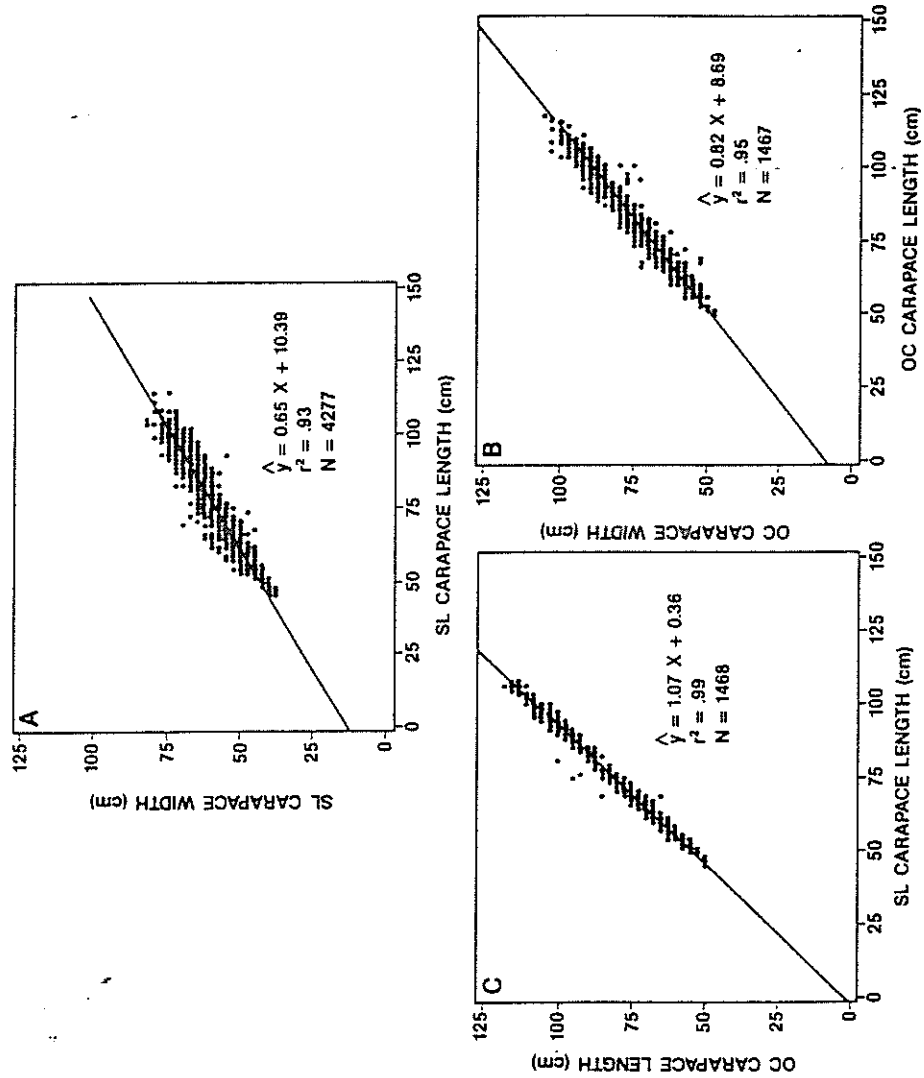 A
SL CARAPACE WIDTH (cm)
125
100
75
50
25
0
ŷ = 0.65 X + 10.39
r² = .93
N = 4277
0 25 50 75 100 125 150
SL CARAPACE LENGTH (cm)
C
OC CARAPACE LENGTH (cm)
125
100
75
50
25
0
ŷ = 1.07 X + 0.36
r² = .99
N = 1468
0 25 50 75 100 125 150
SL CARAPACE LENGTH (cm)
B
OC CARAPACE WIDTH (cm)
125
100
75
50
25
0
ŷ = 0.82 X + 8.69
r² = .95
N = 1467
0 25 50 75 100 125 150
OC CARAPACE LENGTH (cm)